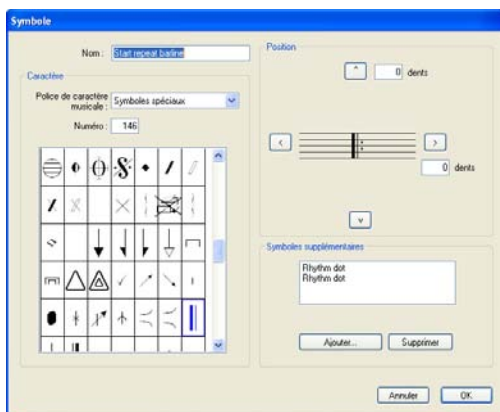 Symbole
Nom : Start repeat barline
Caractère
Police de caractère
musicale : Symboles spéciaux
Numéro : 146
Position
^ 0 dents
< >
0 dents
v
Symboles supplémentaires
Rhythm dot
Rhythm dot
Ajouter... Supprimer
Annuler OK